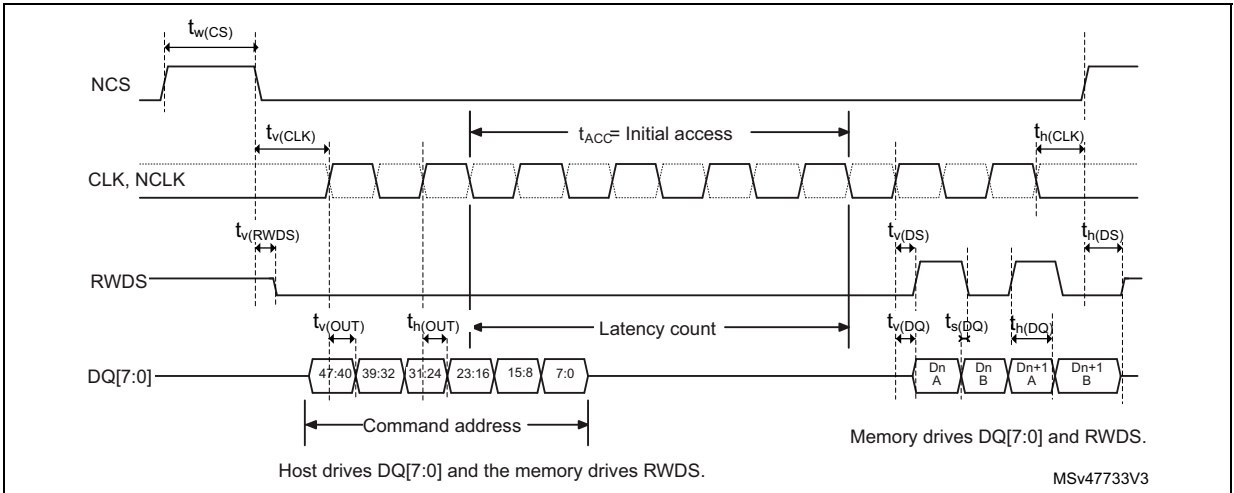 tw(CS)
NCS
tv(CLK)
tACC= Initial access
th(CLK)
CLK, NCLK
tv(RWDS)
tv(DS)
th(DS)
RWDS
tv(OUT)
th(OUT)
Latency count
tv(DQ)
ts(DQ)
th(DQ)
DQ[7:0]
47:40 39:32 31:24 23:16 15:8 7:0
Dn A
Dn B
Dn+1 A
Dn+1 B
Command address
Memory drives DQ[7:0] and RWDS.
Host drives DQ[7:0] and the memory drives RWDS.
MSv47733V3